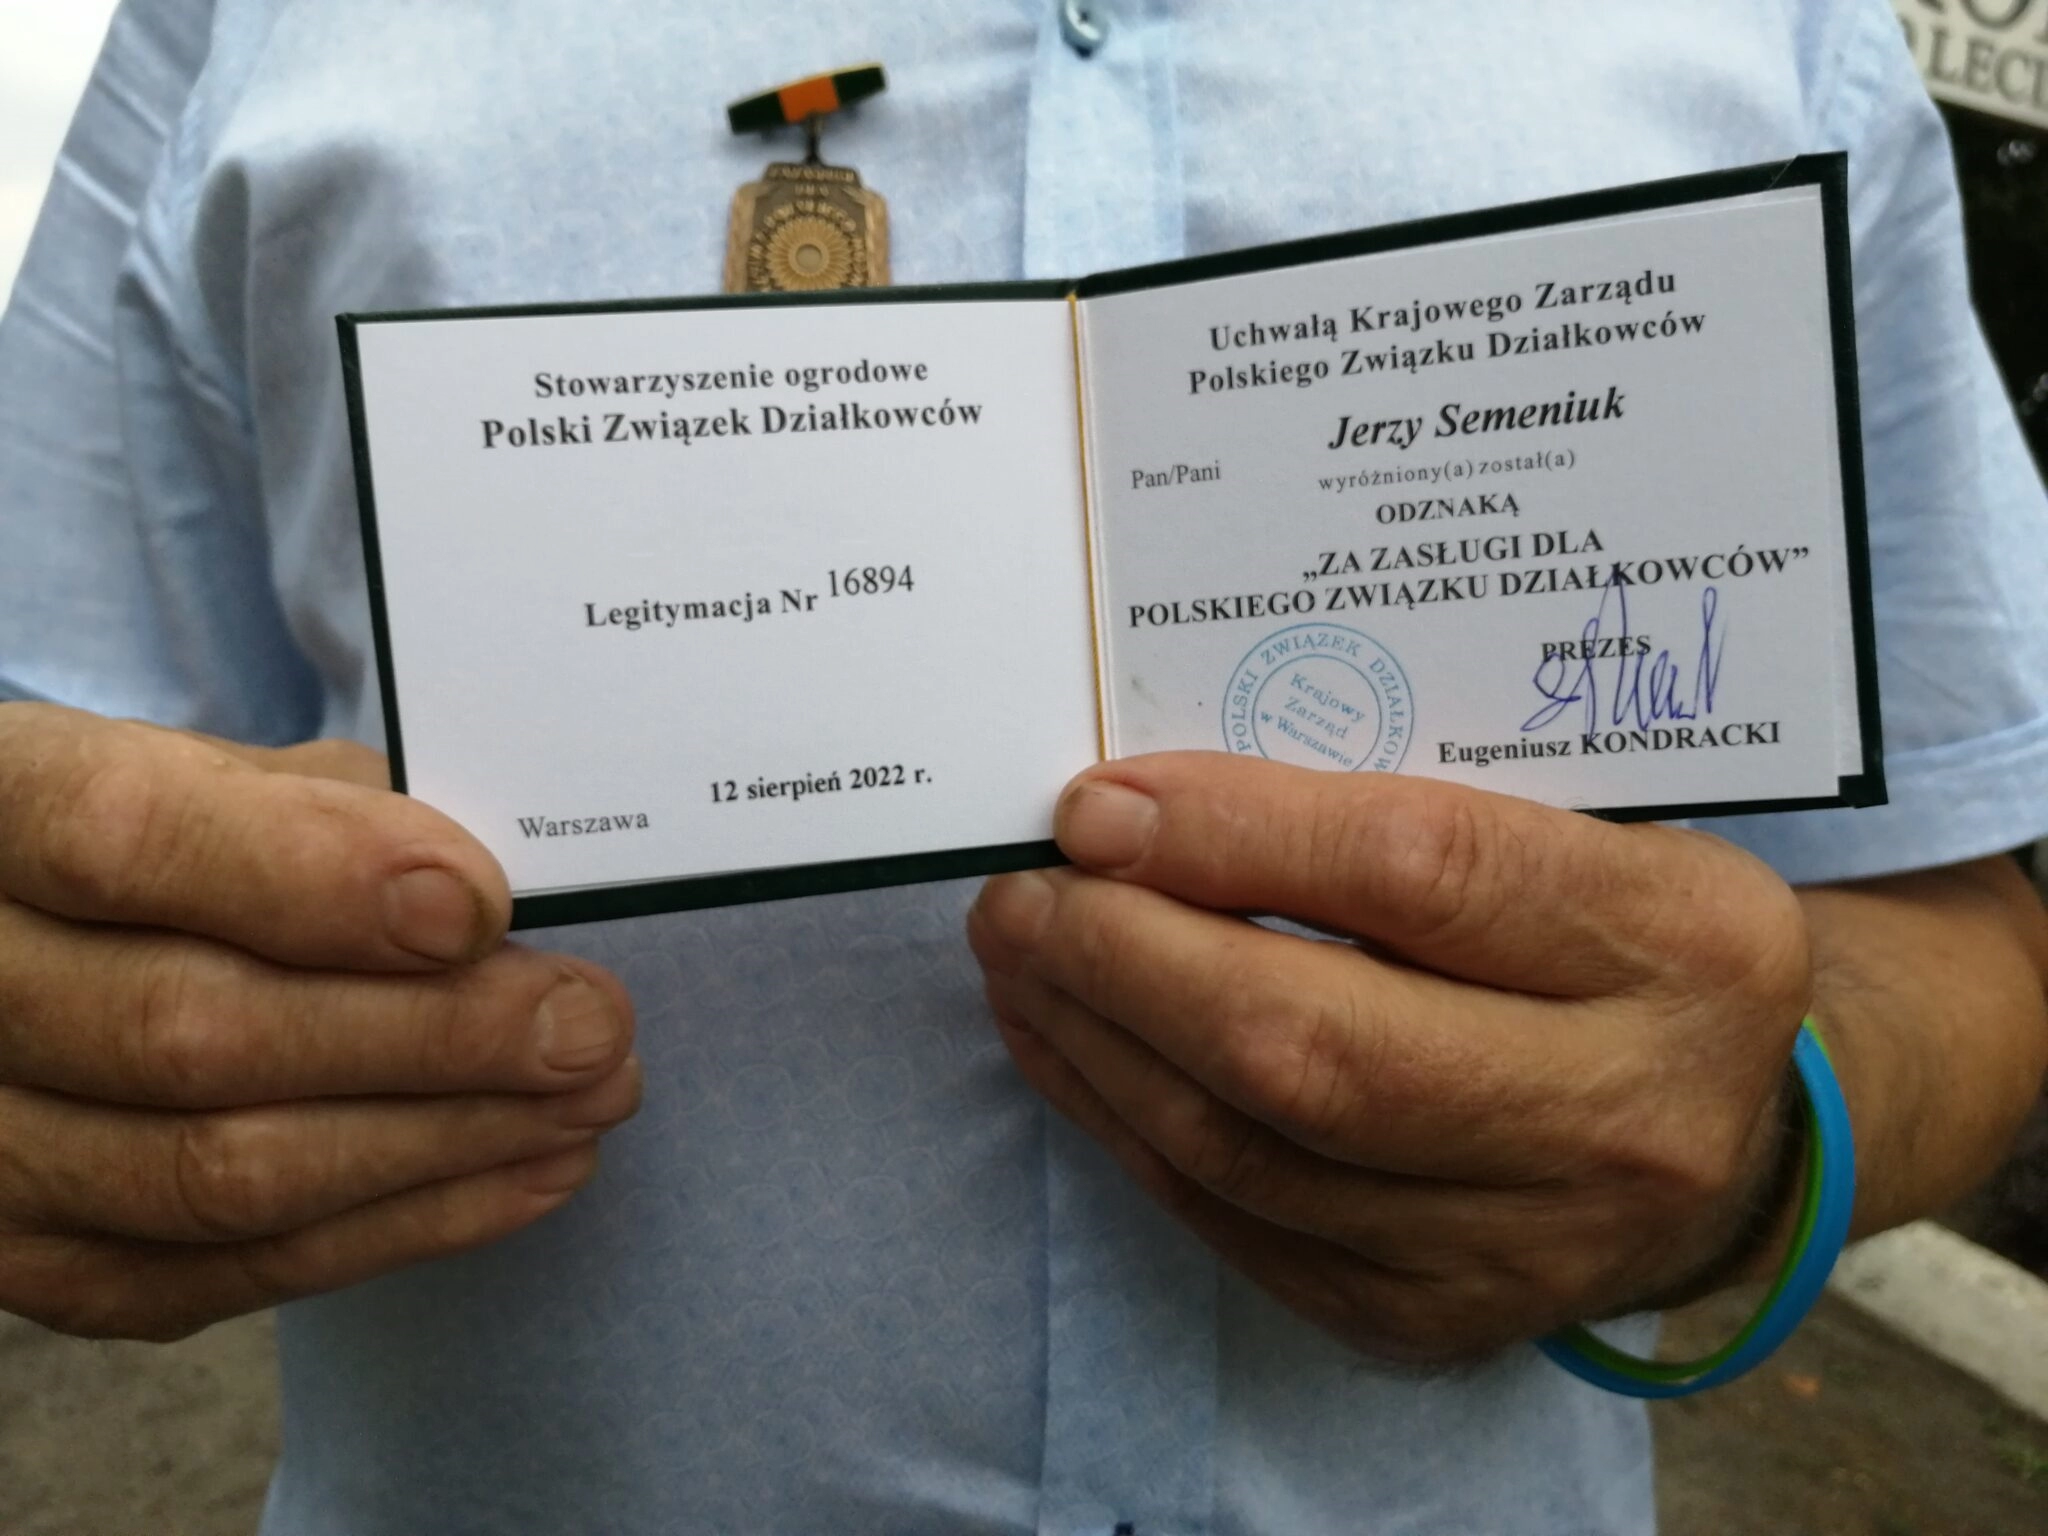 LECI
Stowarzyszenie ogrodowe
Polski Związek Działkowców
Legitymacja Nr 16894
Warszawa 12 sierpień 2022 r.
Uchwałą Krajowego Zarządu
Polskiego Związku Działkowców
Jerzy Semeniuk
Pan/Pani
wyróżniony(a) został(a)
ODZNAKĄ
„ZA ZASŁUGI DLA
POLSKIEGO ZWIĄZKU DZIAŁKOWCÓW”
PREZES
Eugeniusz KONDRACKI
POLSKI ZWIĄZEK DZIAŁKOW
Krajowy
Zarząd
w Warszawie